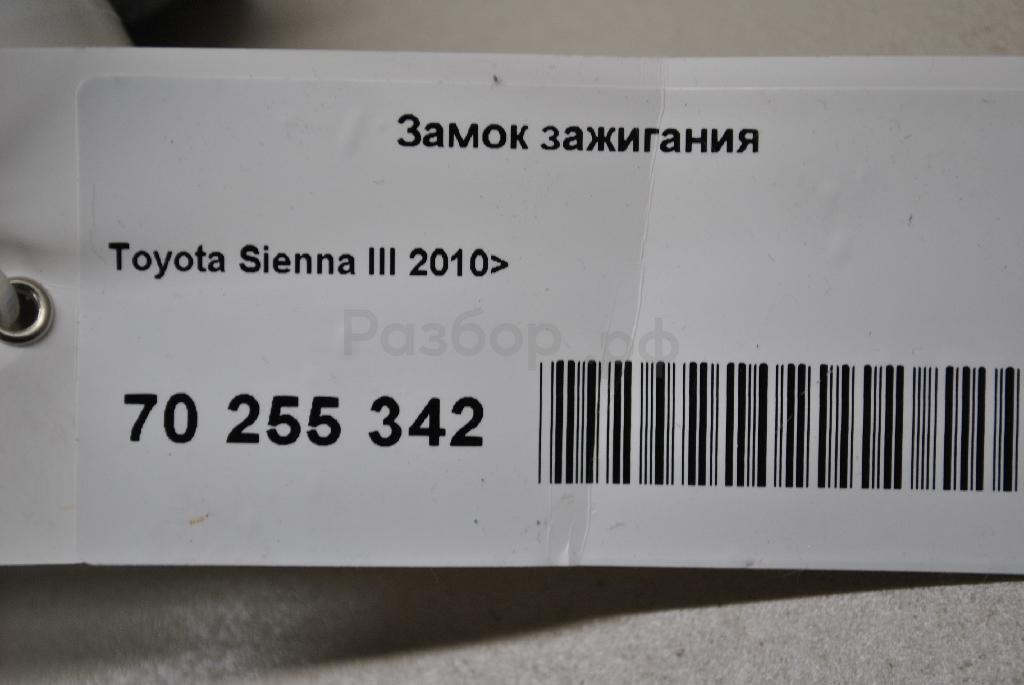 Замок зажигания
Toyota Sienna III 2010>
Разбор.рф
70 255 342